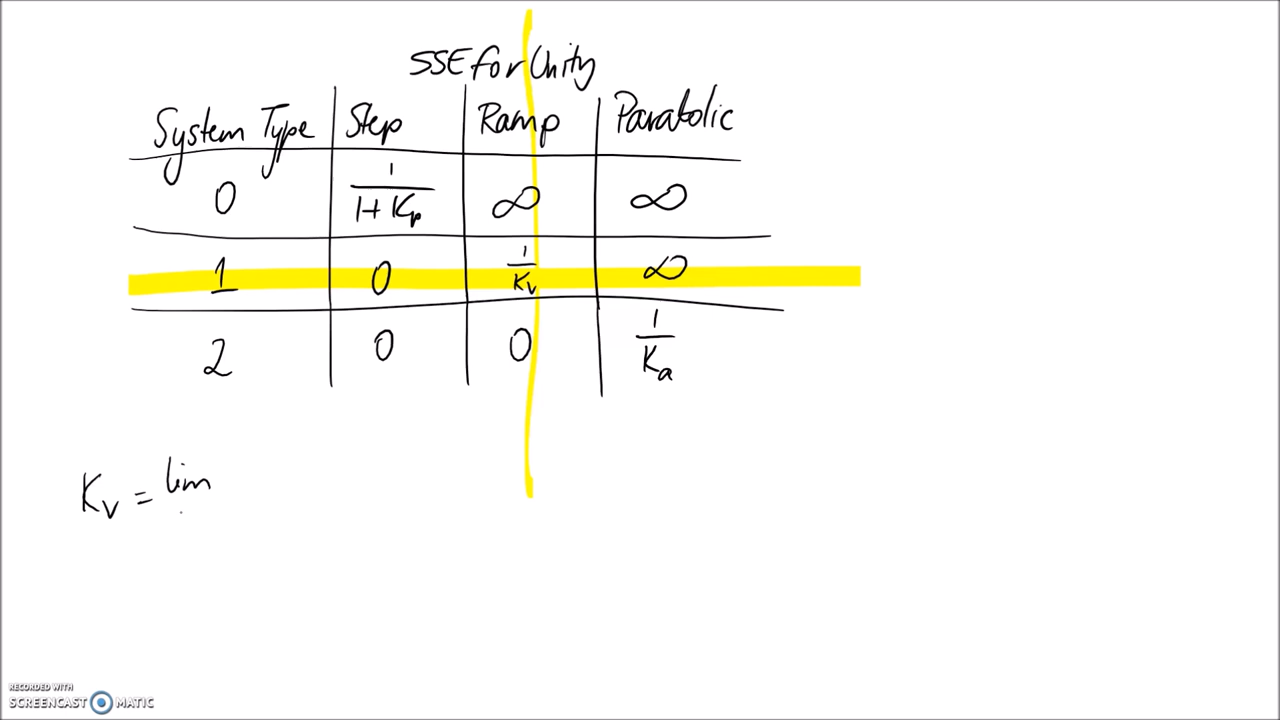 SSE for Unity
System Type Step Ramp Parabolic
0 1/(1+Kp) ∞ ∞
1 0 1/Kv ∞
2 0 0 1/Ka
Kv = lim
RECORDED WITH
SCREENCAST MATIC